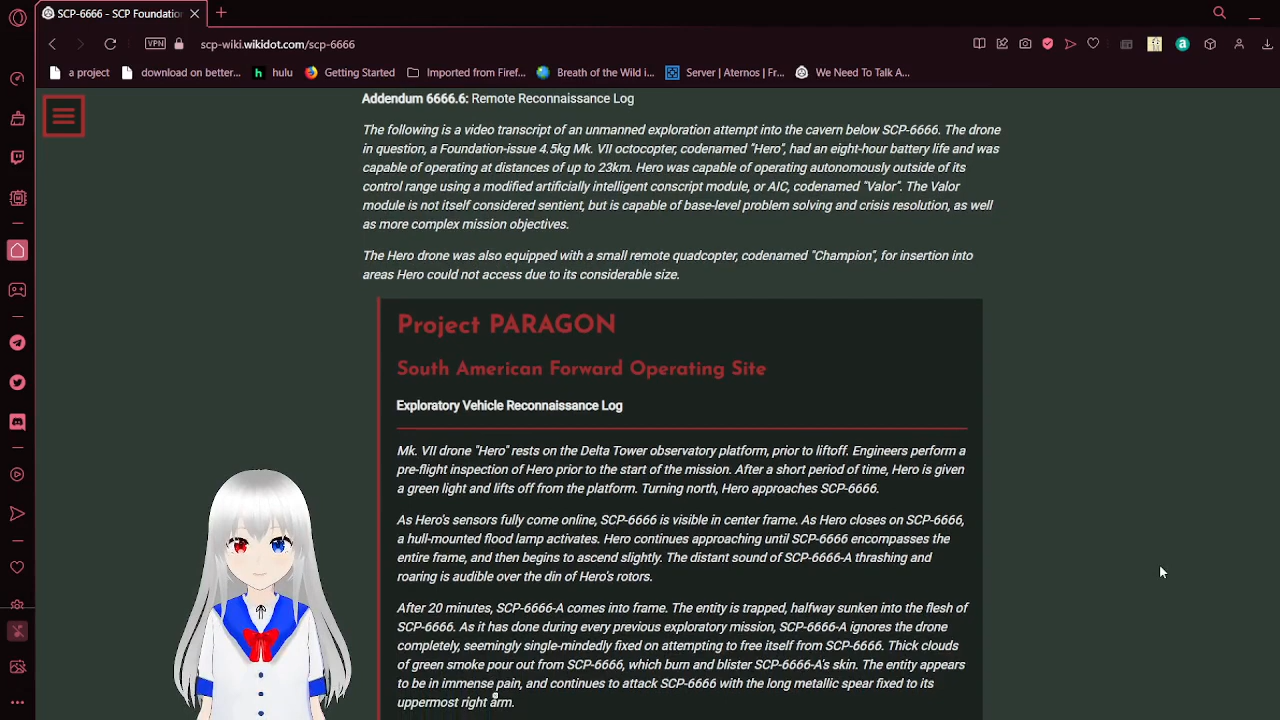 SCP-6666 - SCP Foundatio
VPN
scp-wiki.wikidot.com/scp-6666
a project
download on better...
hulu
Getting Started
Imported from Firef...
Breath of the Wild i...
Server | Aternos | Fr...
We Need To Talk A...
Addendum 6666.6: Remote Reconnaissance Log
The following is a video transcript of an unmanned exploration attempt into the cavern below SCP-6666. The drone
in question, a Foundation-issue 4.5kg Mk. VII octocopter, codenamed "Hero", had an eight-hour battery life and was
capable of operating at distances of up to 23km. Hero was capable of operating autonomously outside of its
control range using a modified artificially intelligent conscript module, or AIC, codenamed "Valor". The Valor
module is not itself considered sentient, but is capable of base-level problem solving and crisis resolution, as well
as more complex mission objectives.
The Hero drone was also equipped with a small remote quadcopter, codenamed "Champion", for insertion into
areas Hero could not access due to its considerable size.
Project PARAGON
South American Forward Operating Site
Exploratory Vehicle Reconnaissance Log
Mk. VII drone "Hero" rests on the Delta Tower observatory platform, prior to liftoff. Engineers perform a
pre-flight inspection of Hero prior to the start of the mission. After a short period of time, Hero is given
a green light and lifts off from the platform. Turning north, Hero approaches SCP-6666.
As Hero's sensors fully come online, SCP-6666 is visible in center frame. As Hero closes on SCP-6666,
a hull-mounted flood lamp activates. Hero continues approaching until SCP-6666 encompasses the
entire frame, and then begins to ascend slightly. The distant sound of SCP-6666-A thrashing and
roaring is audible over the din of Hero's rotors.
After 20 minutes, SCP-6666-A comes into frame. The entity is trapped, halfway sunken into the flesh of
SCP-6666. As it has done during every previous exploratory mission, SCP-6666-A ignores the drone
completely, seemingly single-mindedly fixed on attempting to free itself from SCP-6666. Thick clouds
of green smoke pour out from SCP-6666, which burn and blister SCP-6666-A's skin. The entity appears
to be in immense pain, and continues to attack SCP-6666 with the long metallic spear fixed to its
uppermost right arm.